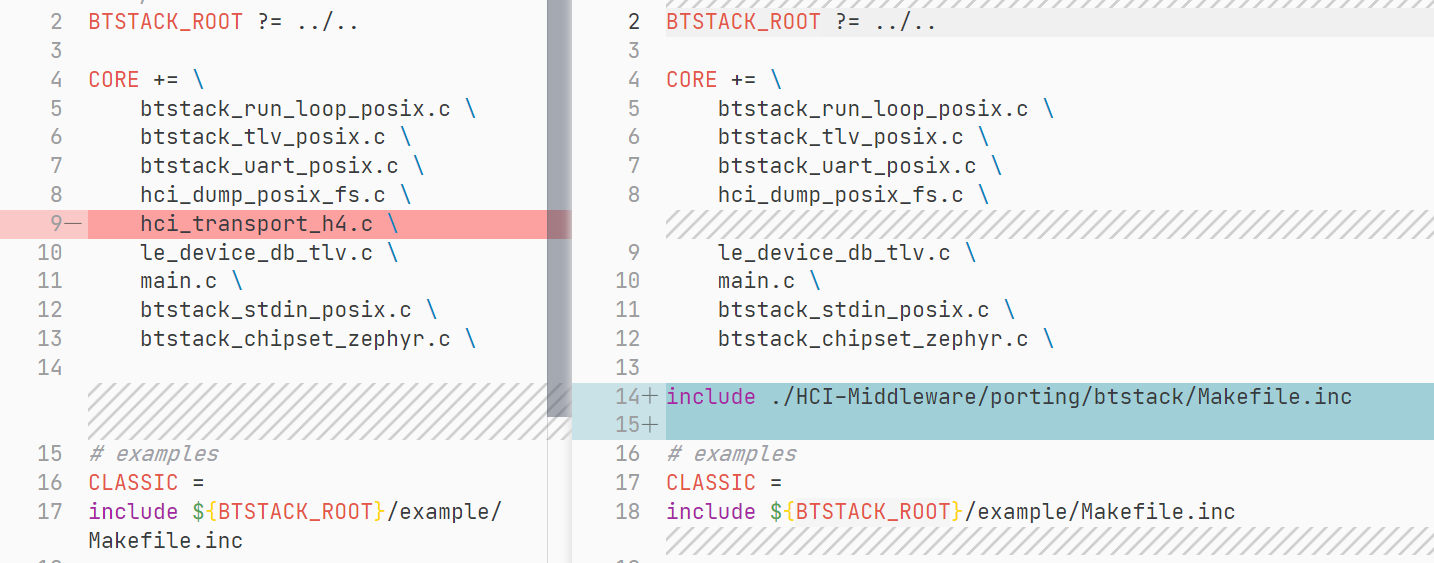 2 BTSTACK_ROOT ?= ../..
3
4 CORE += \
5 btstack_run_loop_posix.c \
6 btstack_tlv_posix.c \
7 btstack_uart_posix.c \
8 hci_dump_posix_fs.c \
9— hci_transport_h4.c \
10 le_device_db_tlv.c \
11 main.c \
12 btstack_stdin_posix.c \
13 btstack_chipset_zephyr.c \
14
15 # examples
16 CLASSIC =
17 include ${BTSTACK_ROOT}/example/
Makefile.inc
2 BTSTACK_ROOT ?= ../..
3
4 CORE += \
5 btstack_run_loop_posix.c \
6 btstack_tlv_posix.c \
7 btstack_uart_posix.c \
8 hci_dump_posix_fs.c \
9 le_device_db_tlv.c \
10 main.c \
11 btstack_stdin_posix.c \
12 btstack_chipset_zephyr.c \
13
14+ include ./HCI-Middleware/porting/btstack/Makefile.inc
15+
16 # examples
17 CLASSIC =
18 include ${BTSTACK_ROOT}/example/Makefile.inc